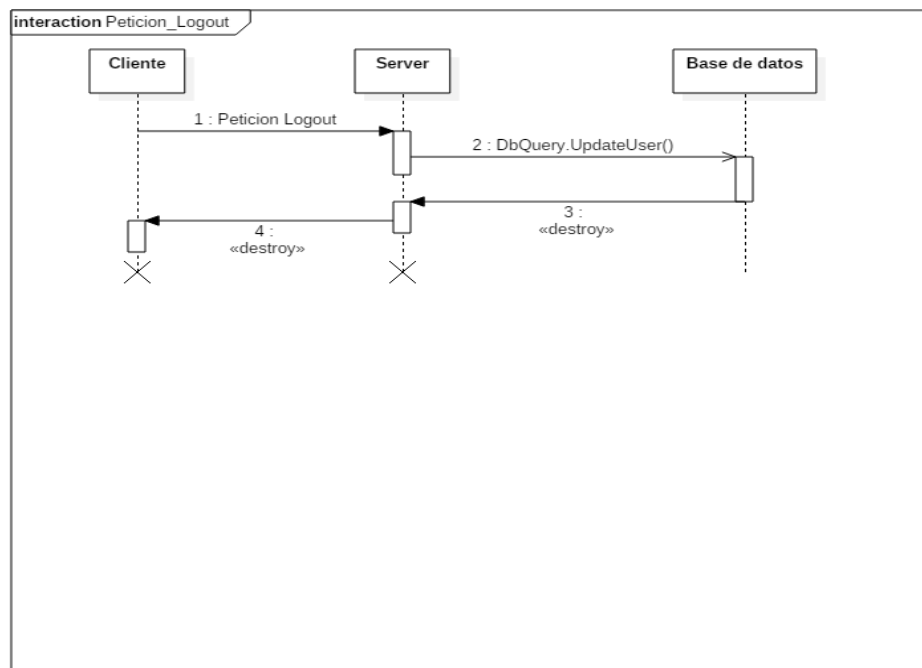 interaction Peticion_Logout
Cliente
Server
Base de datos
1 : Peticion Logout
2 : DbQuery.UpdateUser()
3 :
«destroy»
4 :
«destroy»